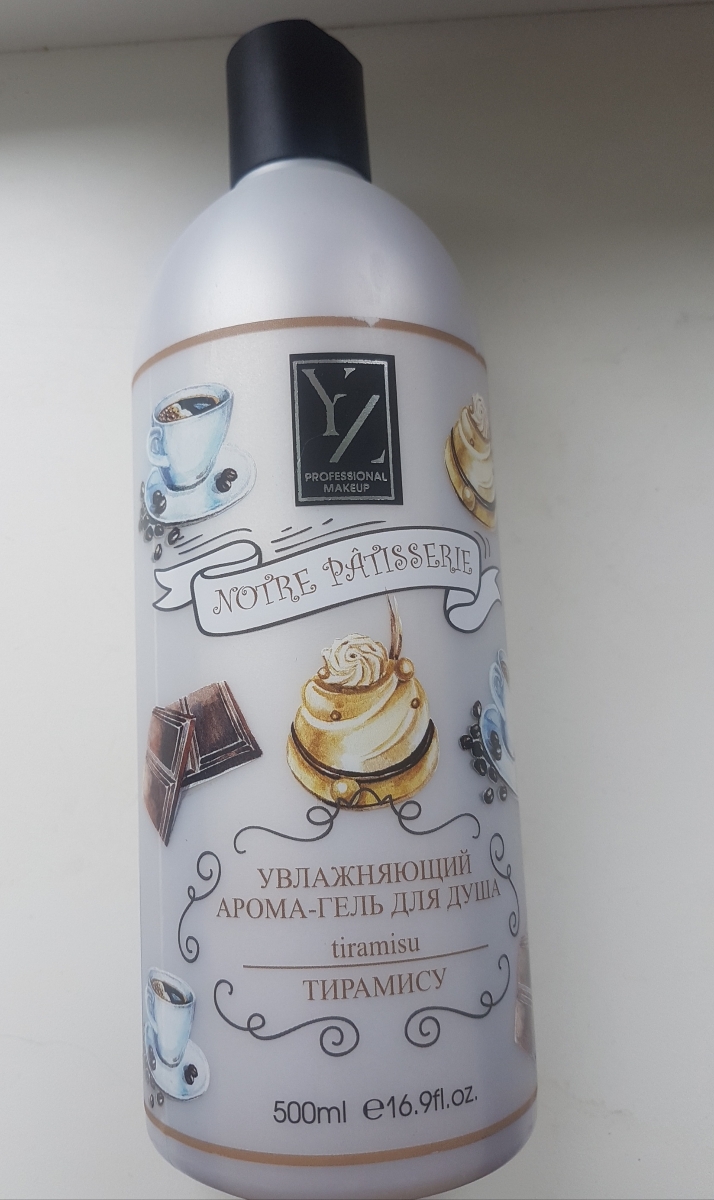 YZ
PROFESSIONAL
MAKEUP
NOTRE PÂTISSERIE
УВЛАЖНЯЮЩИЙ
АРОМА-ГЕЛЬ ДЛЯ ДУША
tiramisu
ТИРАМИСУ
500ml ℮16.9fl.oz.